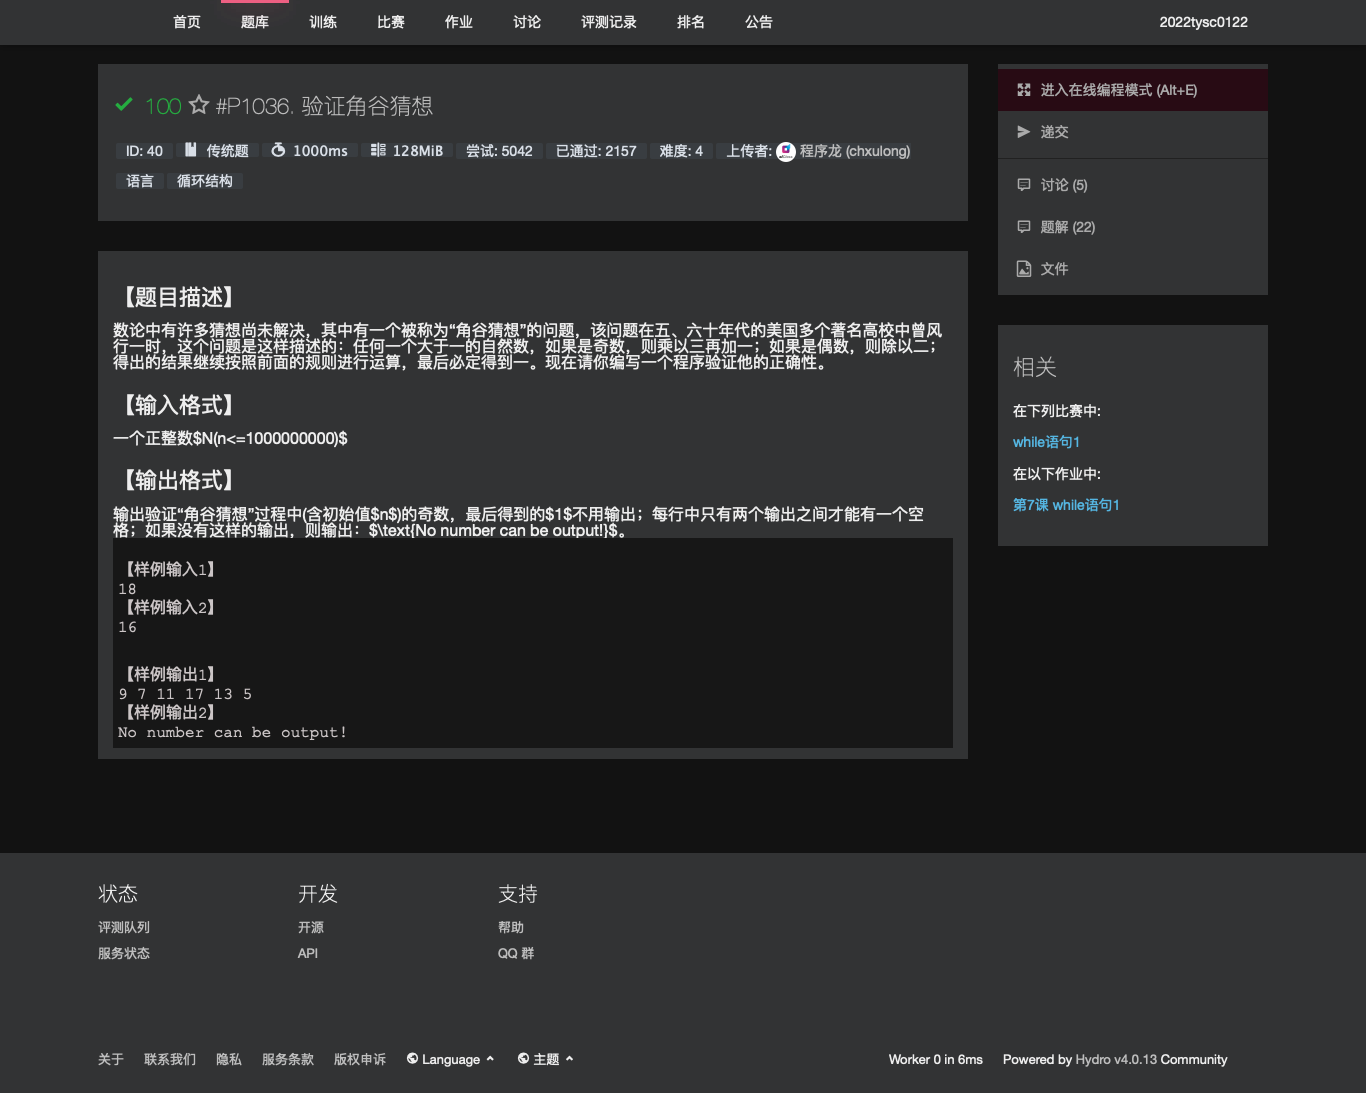 首页 题库 训练 比赛 作业 讨论 评测记录 排名 公告 2022tysc0122
100 #P1036. 验证角谷猜想
ID: 40 传统题 1000ms 128MiB 尝试: 5042 已通过: 2157 难度: 4 上传者: 程序龙 (chxulong)
语言 循环结构
【题目描述】
数论中有许多猜想尚未解决，其中有一个被称为“角谷猜想”的问题，该问题在五、六十年代的美国多个著名高校中曾风
行一时，这个问题是这样描述的：任何一个大于一的自然数，如果是奇数，则乘以三再加一；如果是偶数，则除以二；
得出的结果继续按照前面的规则进行运算，最后必定得到一。现在请你编写一个程序验证他的正确性。
【输入格式】
一个正整数$N(n<=1000000000)$
【输出格式】
输出验证“角谷猜想”过程中(含初始值$n$)的奇数，最后得到的$1$不用输出；每行中只有两个输出之间才能有一个空
格；如果没有这样的输出，则输出：$\text{No number can be output!}$。
【样例输入1】
18
【样例输入2】
16
【样例输出1】
9 7 11 17 13 5
【样例输出2】
No number can be output!
进入在线编程模式 (Alt+E)
递交
讨论 (5)
题解 (22)
文件
相关
在下列比赛中:
while语句1
在以下作业中:
第7课 while语句1
状态 开发 支持
评测队列 开源 帮助
服务状态 API QQ 群
关于 联系我们 隐私 服务条款 版权申诉 Language 主题 Worker 0 in 6ms Powered by Hydro v4.0.13 Community